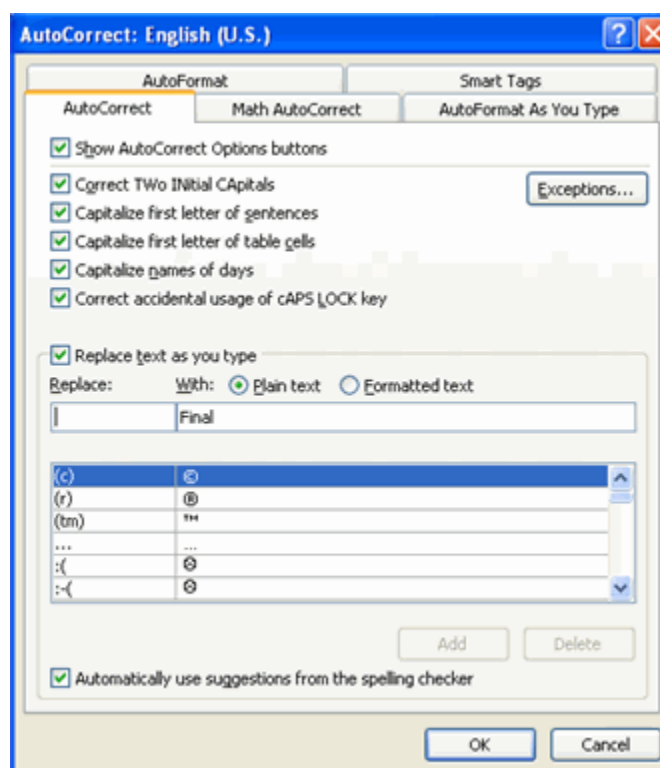 AutoCorrect: English (U.S.)
AutoFormat Smart Tags
AutoCorrect Math AutoCorrect AutoFormat As You Type
Show AutoCorrect Options buttons
Correct TWo INitial CApitals Exceptions...
Capitalize first letter of sentences
Capitalize first letter of table cells
Capitalize names of days
Correct accidental usage of cAPS LOCK key
Replace text as you type
Replace: With: Plain text Formatted text
Final
(c) ©
(r) ®
(tm) ™
... ...
:( ☹
:-( ☹
Add Delete
Automatically use suggestions from the spelling checker
OK Cancel